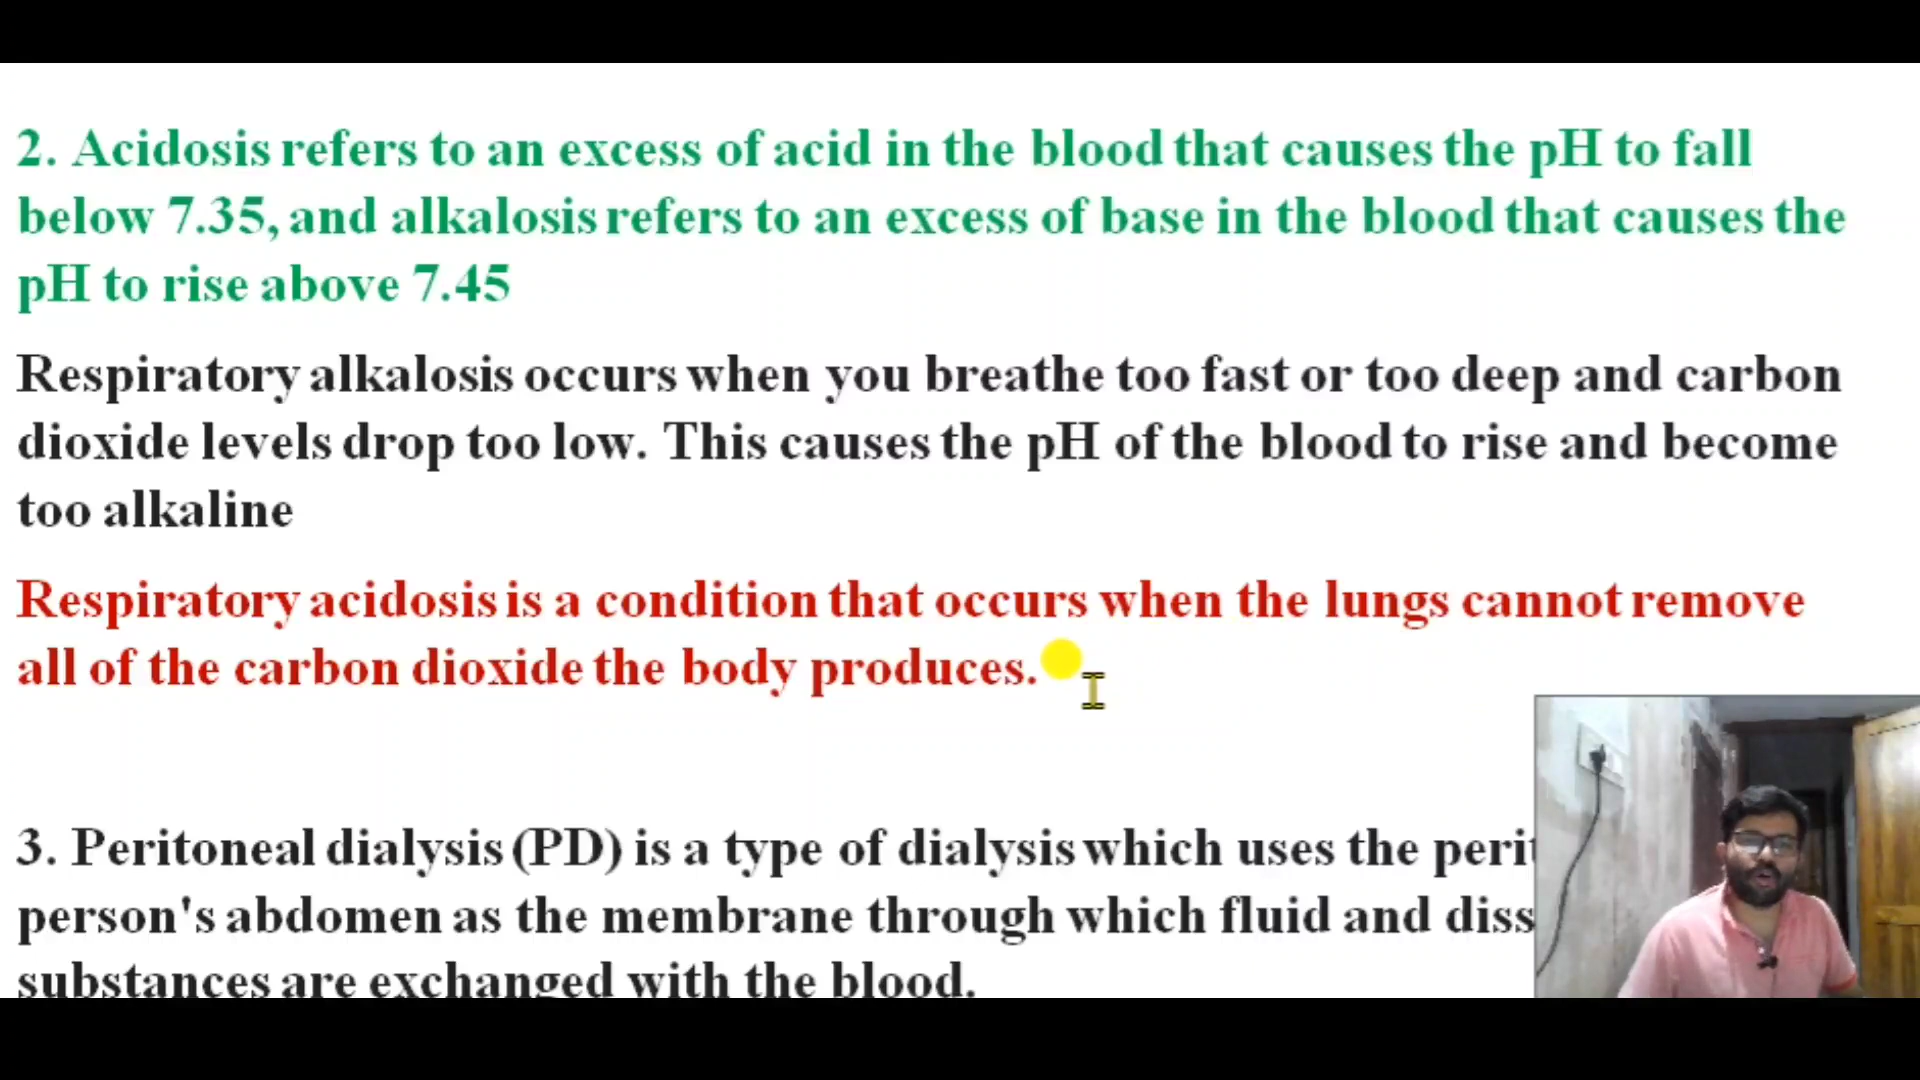 2. Acidosis refers to an excess of acid in the blood that causes the pH to fall
below 7.35, and alkalosis refers to an excess of base in the blood that causes the
pH to rise above 7.45
Respiratory alkalosis occurs when you breathe too fast or too deep and carbon
dioxide levels drop too low. This causes the pH of the blood to rise and become
too alkaline
Respiratory acidosis is a condition that occurs when the lungs cannot remove
all of the carbon dioxide the body produces.
3. Peritoneal dialysis (PD) is a type of dialysis which uses the
person's abdomen as the membrane through which fluid and
substances are exchanged with the blood.